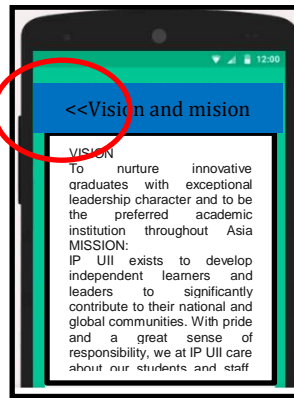 12:00
<<Vision and mision
VISION
To nurture innovative
graduates with exceptional
leadership character and to be
the preferred academic
institution throughout Asia
MISSION:
IP UII exists to develop
independent learners and
leaders to significantly
contribute to their national and
global communities. With pride
and a great sense of
responsibility, we at IP UII care
about our students and staff,